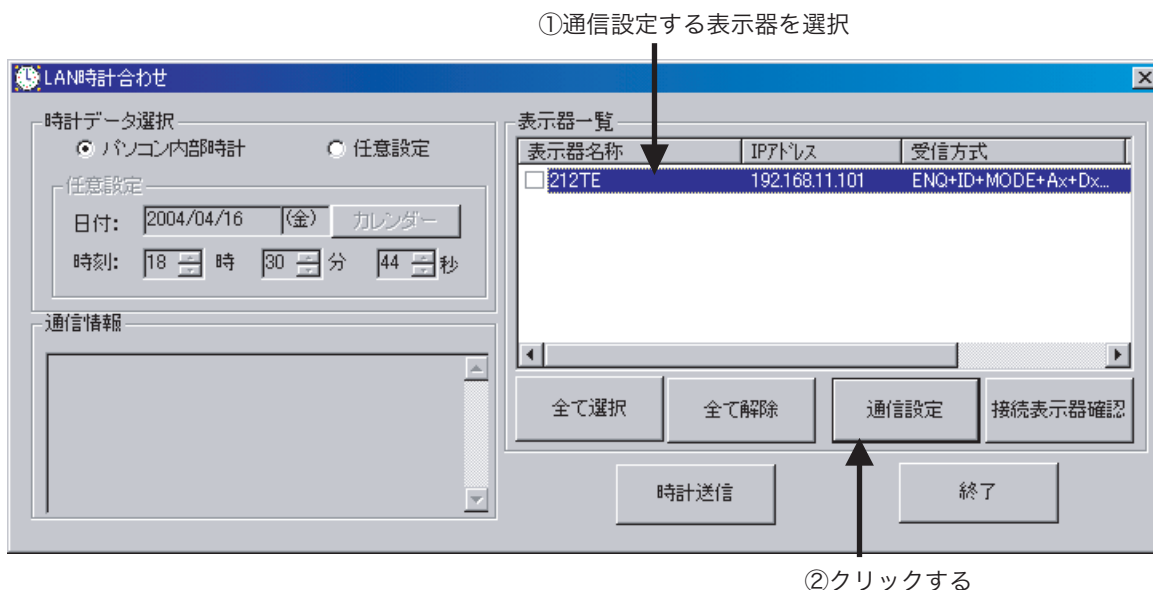 ①通信設定する表示器を選択
LAN時計合わせ
時計データ選択
パソコン内部時計 任意設定
任意設定
日付: 2004/04/16 (金) カレンダー
時刻: 18 時 30 分 44 秒
通信情報
表示器一覧
表示器名称 IPアドレス 受信方式
212TE 192.168.11.101 ENQ+ID+MODE+Ax+Dx...
全て選択 全て解除 通信設定 接続表示器確認
時計送信 終了
②クリックする